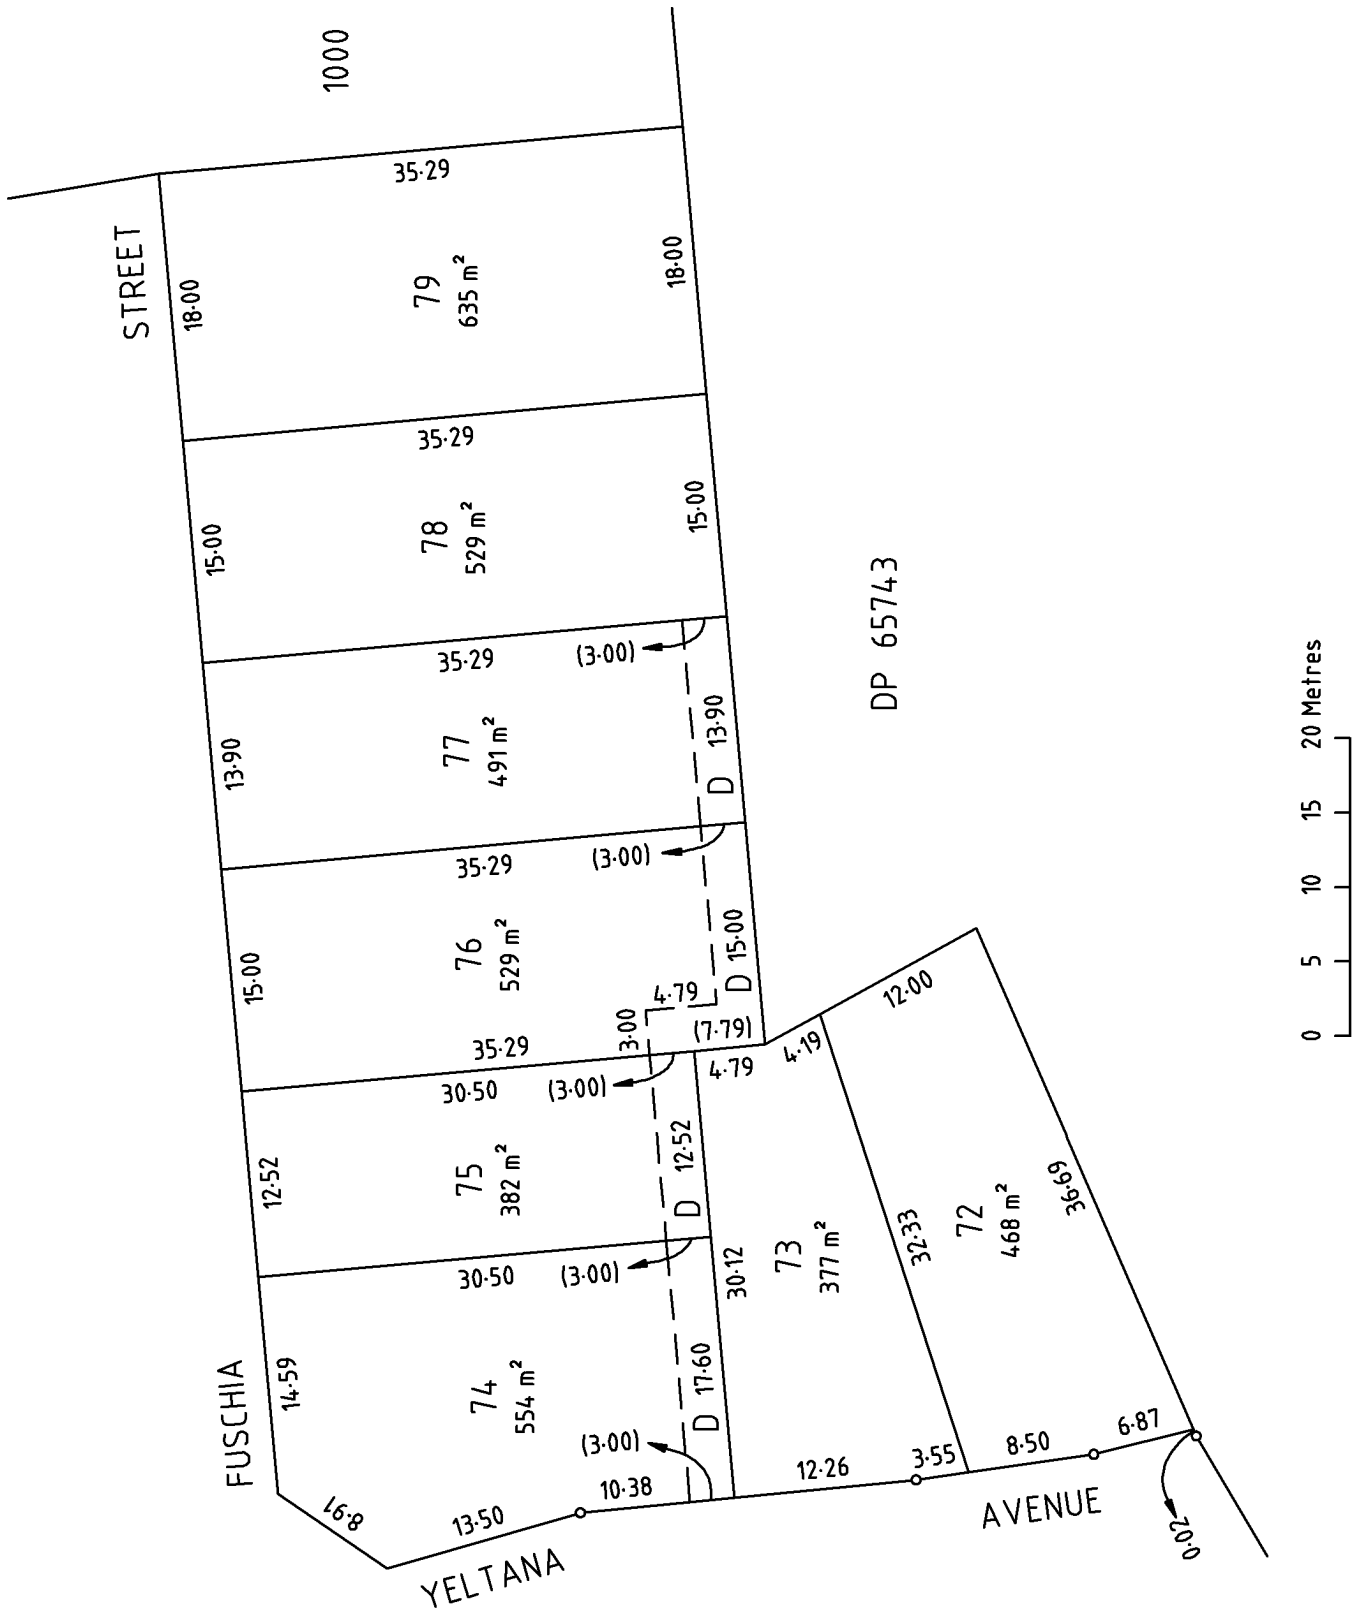 1000
STREET
35·29
18·00
79
635 m²
18·00
35·29
15·00
78
529 m²
15·00
35·29
(3·00)
13·90
77
491 m²
13·90
D
35·29
(3·00)
15·00
76
529 m²
15·00
D
4·79
3·00
(7·79)
35·29
30·50
(3·00)
4·79
4·19
12·00
12·52
75
382 m²
12·52
D
30·50
(3·00)
30·12
73
377 m²
32·33
72
468 m²
36·69
FUSCHIA
14·59
74
554 m²
17·60
D
(3·00)
8·91
13·50
10·38
12·26
3·55
8·50
6·87
0·02
YELTANA
AVENUE
DP 65743
0 5 10 15 20 Metres